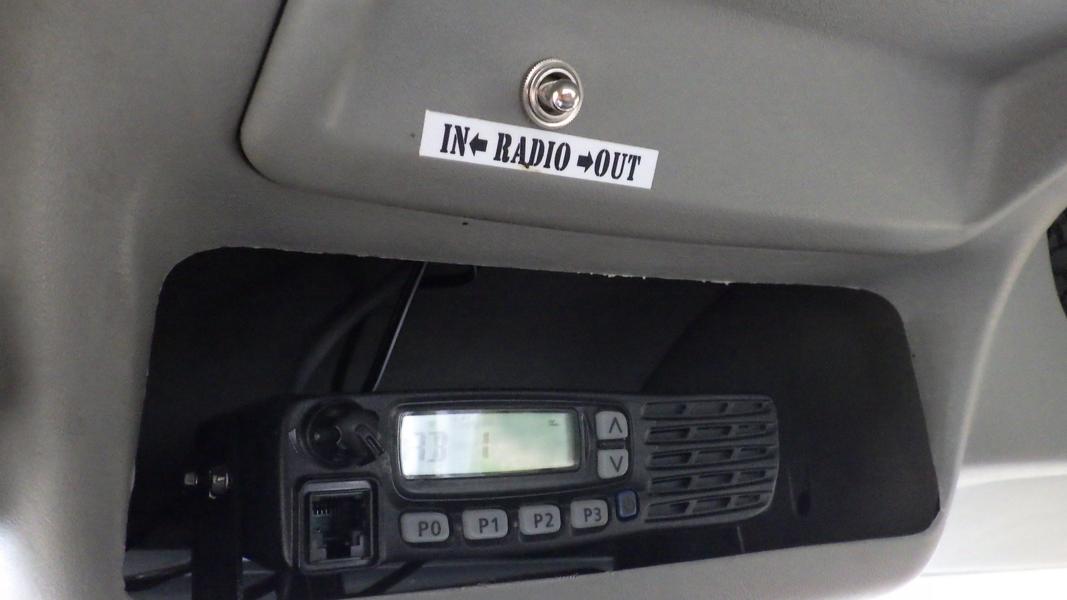 IN← RADIO →OUT
P0 P1 P2 P3